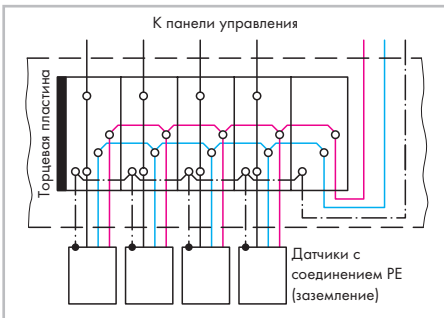 К панели управления
Торцевая пластина
Датчики с
соединением PE
(заземление)